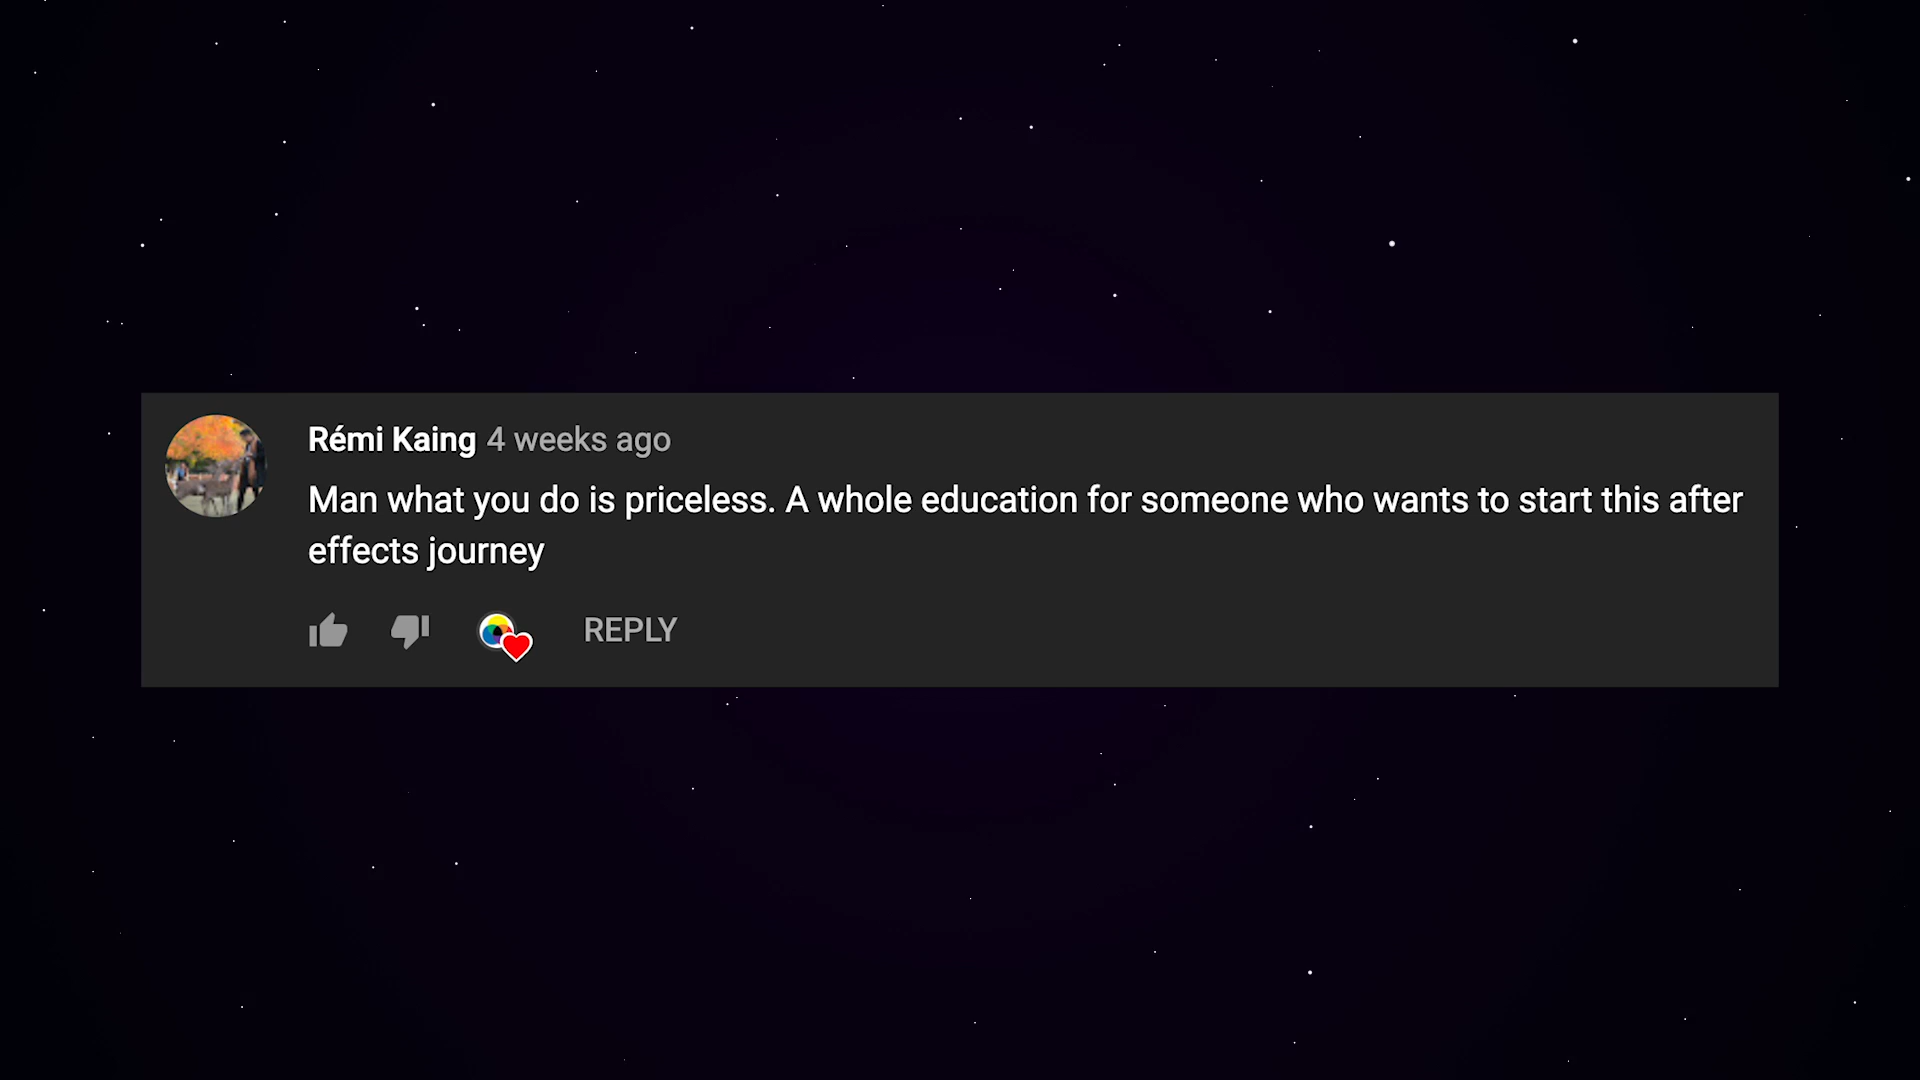 Rémi Kaing 4 weeks ago
Man what you do is priceless. A whole education for someone who wants to start this after
effects journey
REPLY